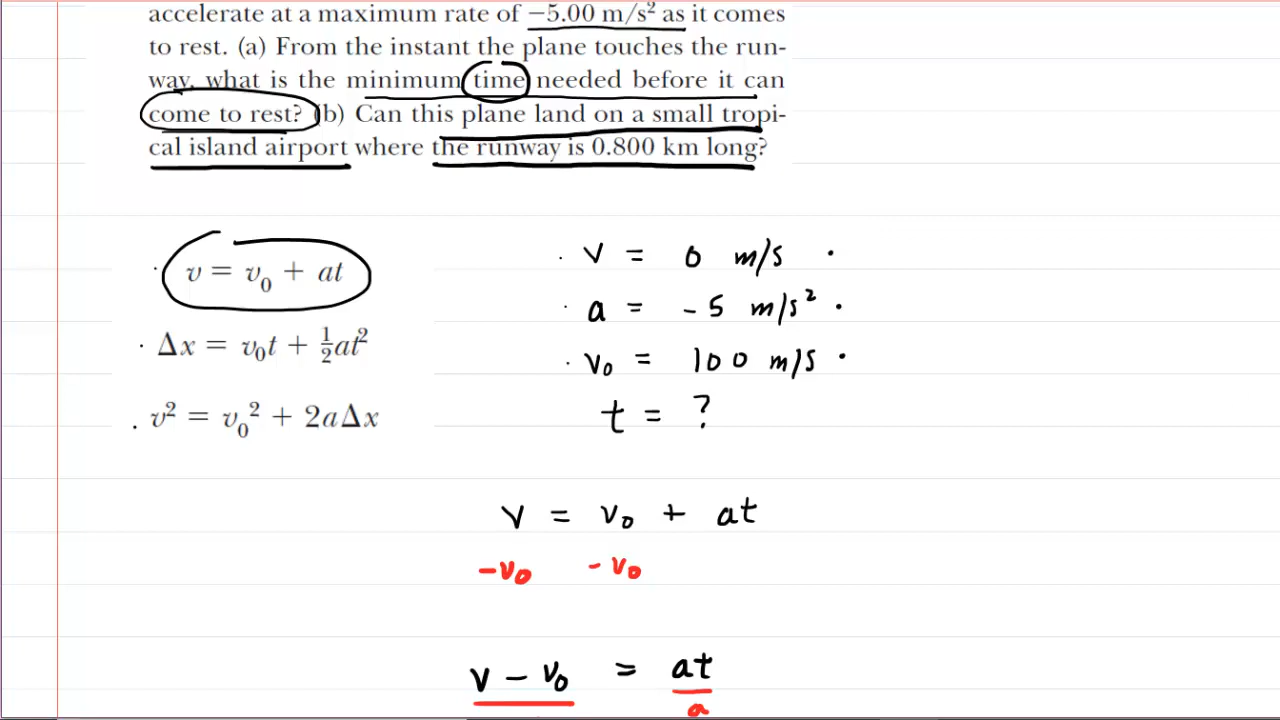 accelerate at a maximum rate of −5.00 m/s² as it comes
to rest. (a) From the instant the plane touches the run-
way, what is the minimum time needed before it can
come to rest? (b) Can this plane land on a small tropi-
cal island airport where the runway is 0.800 km long?
v = v₀ + at
Δx = v₀t + ½at²
v² = v₀² + 2aΔx
v = 0 m/s
a = -5 m/s²
v₀ = 100 m/s
t = ?
v = v₀ + at
-v₀ -v₀
v - v₀ = at
a